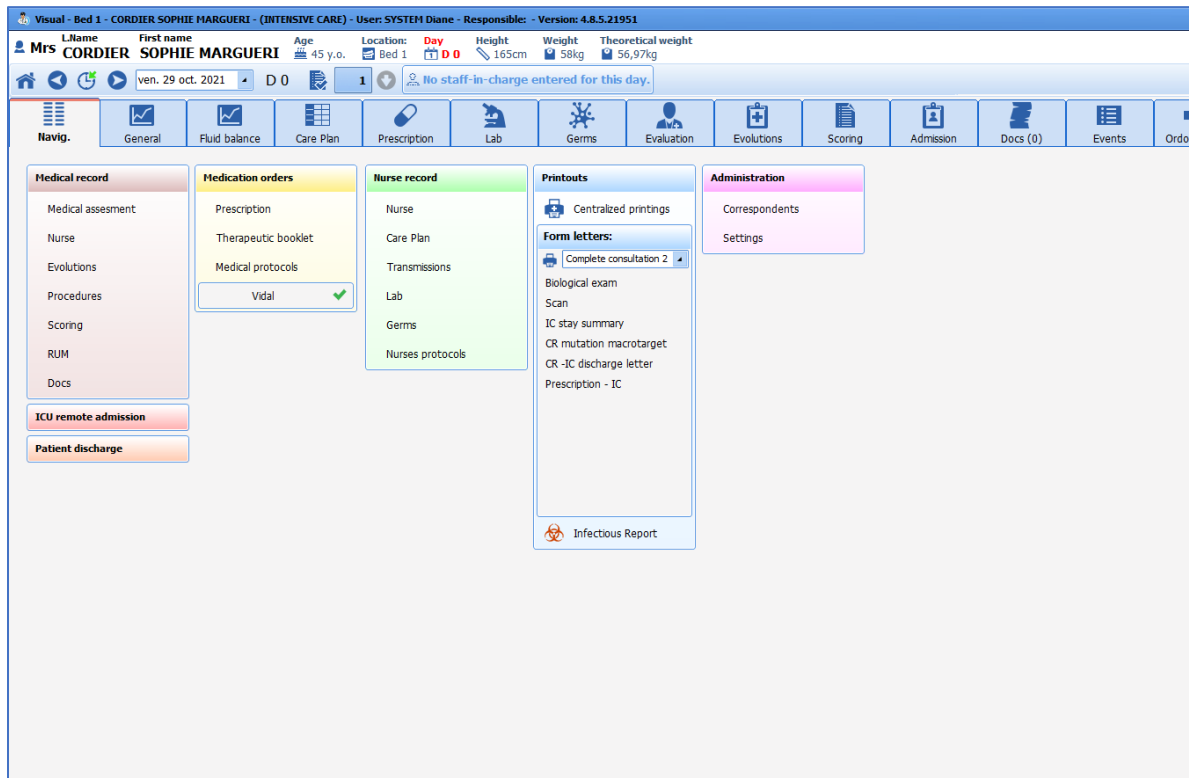 Visual - Bed 1 - CORDIER SOPHIE MARGUERI - (INTENSIVE CARE) - User: SYSTEM Diane - Responsible: - Version: 4.8.5.21951
L.Name First name Age Location: Day Height Weight Theoretical weight
Mrs CORDIER SOPHIE MARGUERI 45 y.o. Bed 1 D 0 165cm 58kg 56,97kg
ven. 29 oct. 2021 D 0 1 No staff-in-charge entered for this day.
Navig. General Fluid balance Care Plan Prescription Lab Germs Evaluation Evolutions Scoring Admission Docs (0) Events Ordo
Medical record
Medical assesment
Nurse
Evolutions
Procedures
Scoring
RUM
Docs
ICU remote admission
Patient discharge
Medication orders
Prescription
Therapeutic booklet
Medical protocols
Vidal
Nurse record
Nurse
Care Plan
Transmissions
Lab
Germs
Nurses protocols
Printouts
Centralized printings
Form letters:
Complete consultation 2
Biological exam
Scan
IC stay summary
CR mutation macrotarget
CR -IC discharge letter
Prescription - IC
Infectious Report
Administration
Correspondents
Settings